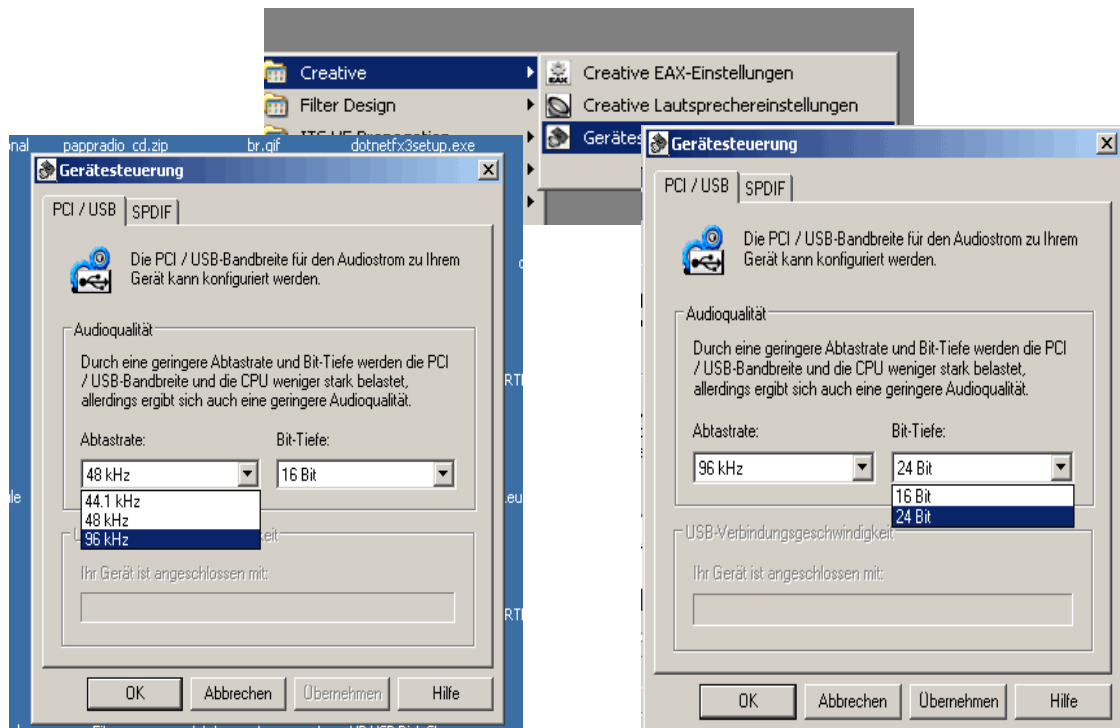 Creative
Filter Design
Creative EAX-Einstellungen
Creative Lautsprechereinstellungen
pappradio_cd.zip
br.gif
dotnetfx3setup.exe
Gerätesteuerung
PCI / USB
SPDIF
Die PCI / USB-Bandbreite für den Audiostrom zu Ihrem
Gerät kann konfiguriert werden.
Audioqualität
Durch eine geringere Abtastrate und Bit-Tiefe werden die PCI
/ USB-Bandbreite und die CPU weniger stark belastet,
allerdings ergibt sich auch eine geringere Audioqualität.
Abtastrate:
Bit-Tiefe:
48 kHz
16 Bit
44.1 kHz
48 kHz
96 kHz
Ihr Gerät ist angeschlossen mit:
OK
Abbrechen
Übernehmen
Hilfe
Gerätesteuerung
PCI / USB
SPDIF
Die PCI / USB-Bandbreite für den Audiostrom zu Ihrem
Gerät kann konfiguriert werden.
Audioqualität
Durch eine geringere Abtastrate und Bit-Tiefe werden die PCI
/ USB-Bandbreite und die CPU weniger stark belastet,
allerdings ergibt sich auch eine geringere Audioqualität.
Abtastrate:
Bit-Tiefe:
96 kHz
24 Bit
16 Bit
24 Bit
USB-Verbindungsgeschwindigkeit
Ihr Gerät ist angeschlossen mit:
OK
Abbrechen
Übernehmen
Hilfe